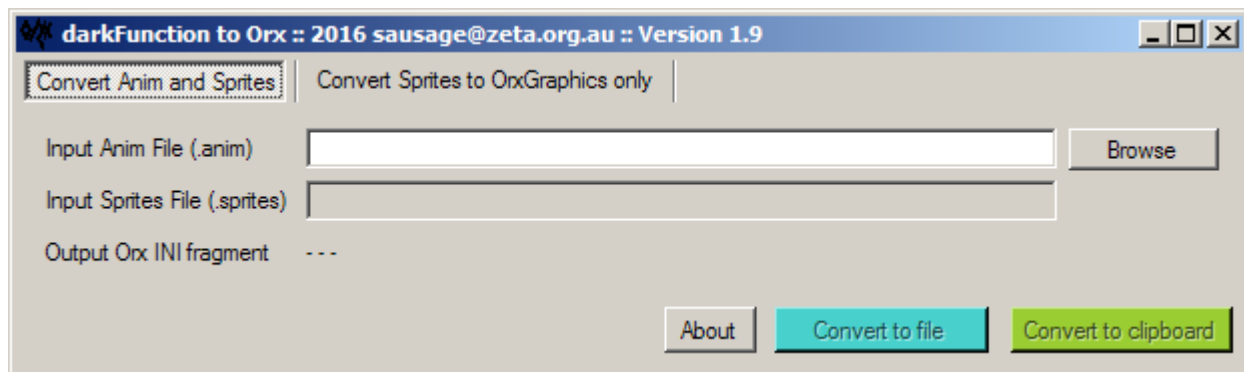 darkFunction to Orx :: 2016 sausage@zeta.org.au :: Version 1.9
Convert Anim and Sprites Convert Sprites to OrxGraphics only
Input Anim File (.anim) Browse
Input Sprites File (.sprites)
Output Orx INI fragment - - -
About Convert to file Convert to clipboard